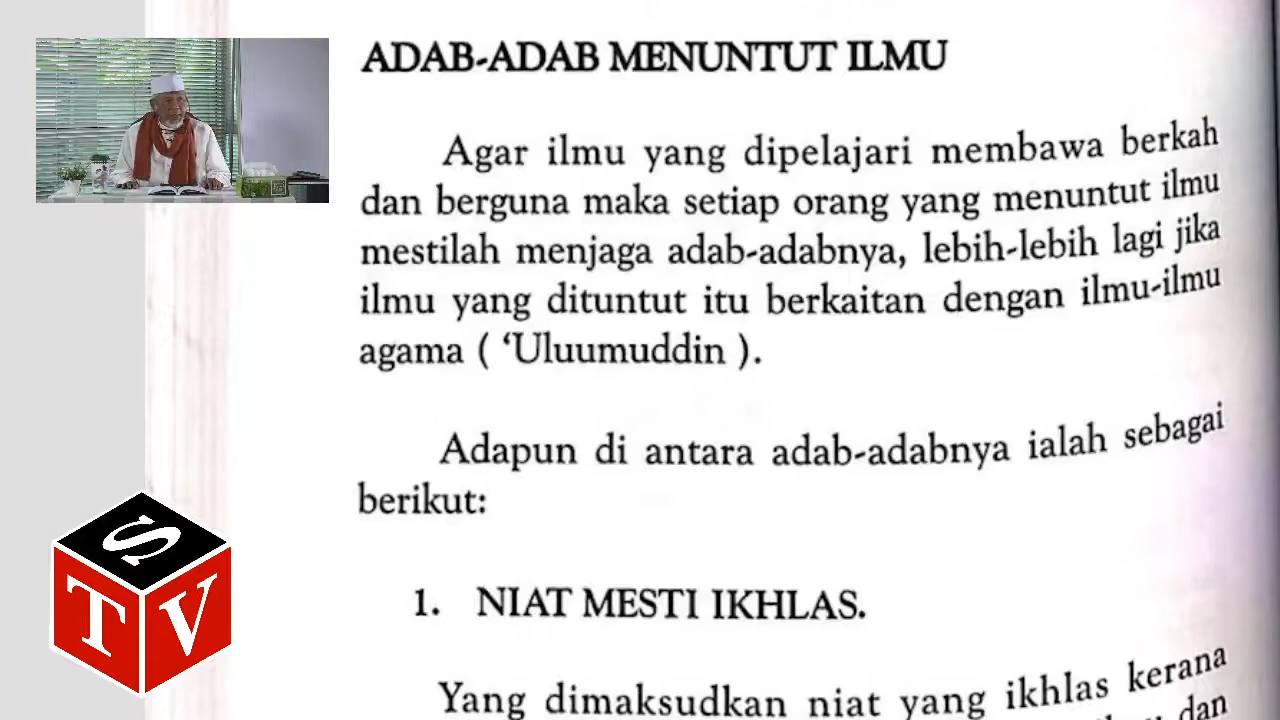 ADAB-ADAB MENUNTUT ILMU
Agar ilmu yang dipelajari membawa berkah
dan berguna maka setiap orang yang menuntut ilmu
mestilah menjaga adab-adabnya, lebih-lebih lagi jika
ilmu yang dituntut itu berkaitan dengan ilmu-ilmu
agama ( ‘Uluumuddin ).
Adapun di antara adab-adabnya ialah sebagai
berikut:
1. NIAT MESTI IKHLAS.
Yang dimaksudkan niat yang ikhlas kerana
dan
S
T V